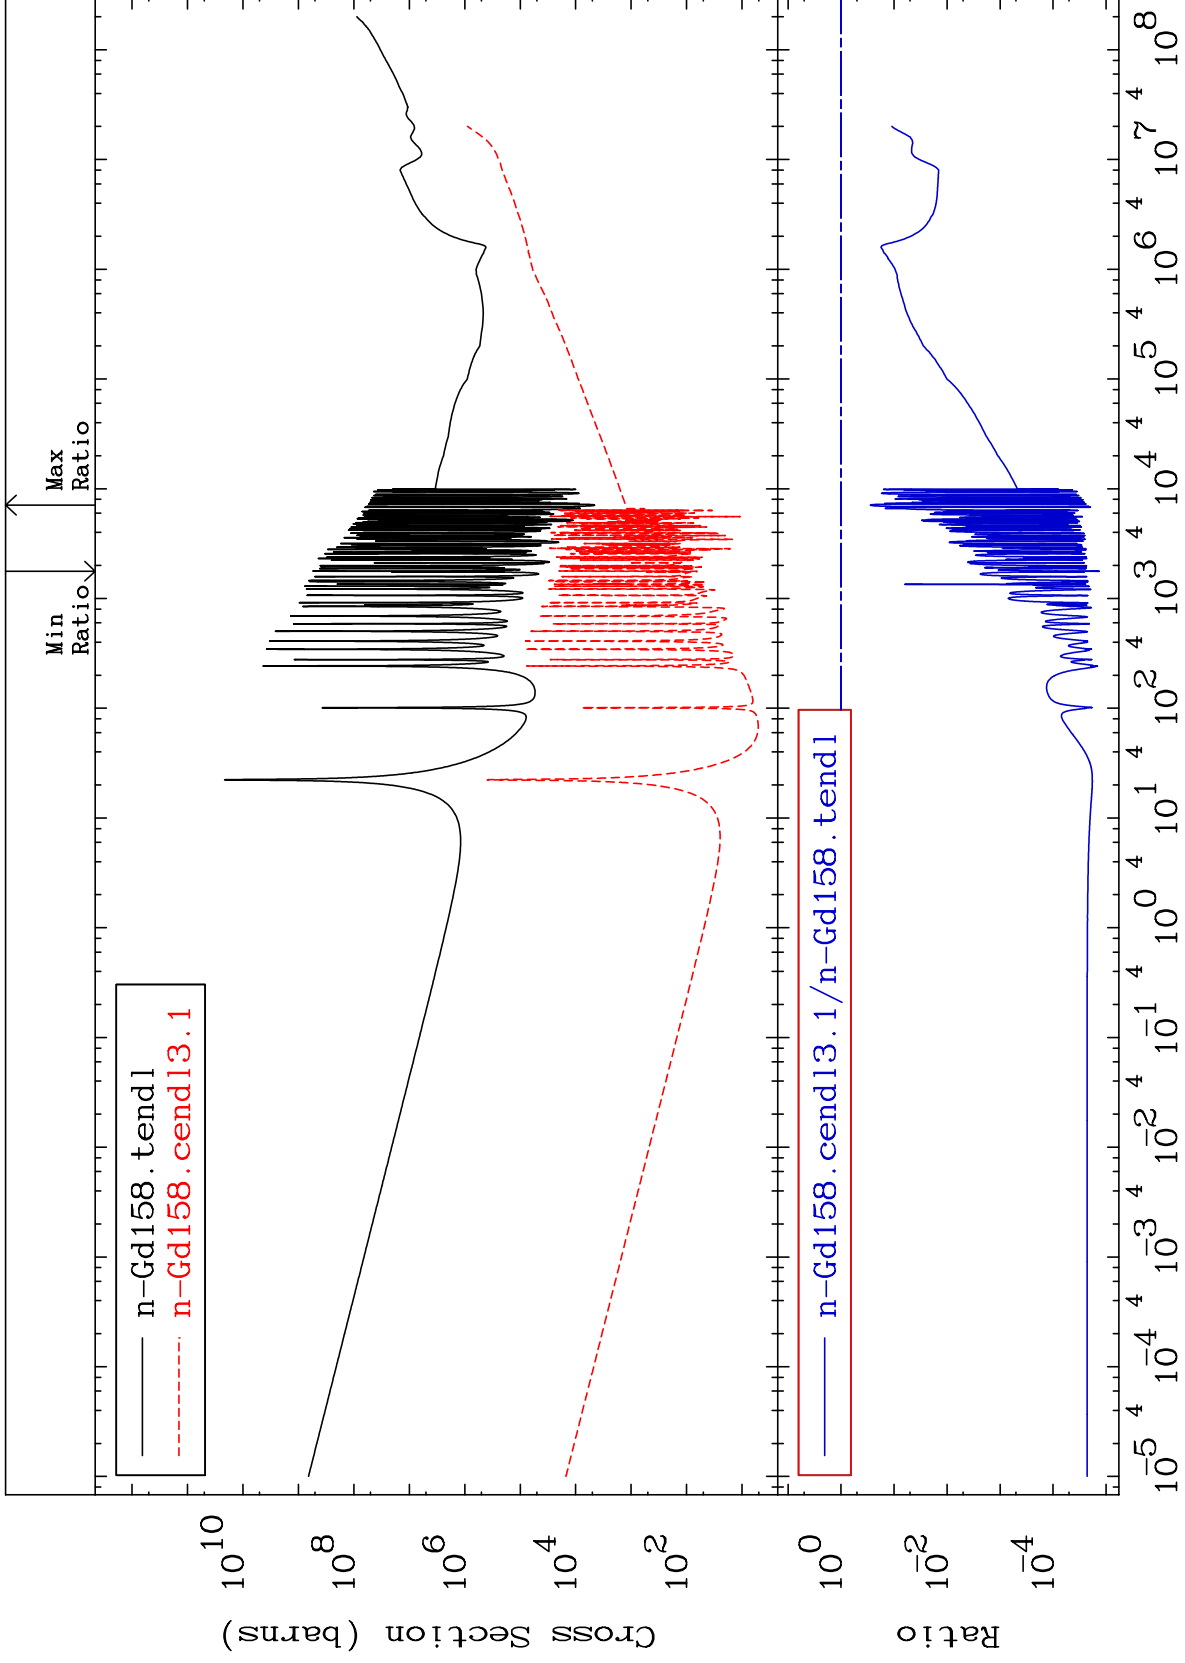 Max
Ratio
Min
Ratio
n-Gd158.tendl
n-Gd158.cendl3.1
Cross Section (barns)
10^10
10^8
10^6
10^4
10^2
n-Gd158.cendl3.1/n-Gd158.tendl
Ratio
10^0
10^-2
10^-4
10^-5 4 10^-4 4 10^-3 4 10^-2 4 10^-1 4 10^0 4 10^1 4 10^2 4 10^3 4 10^4 4 10^5 4 10^6 4 10^7 4 10^8